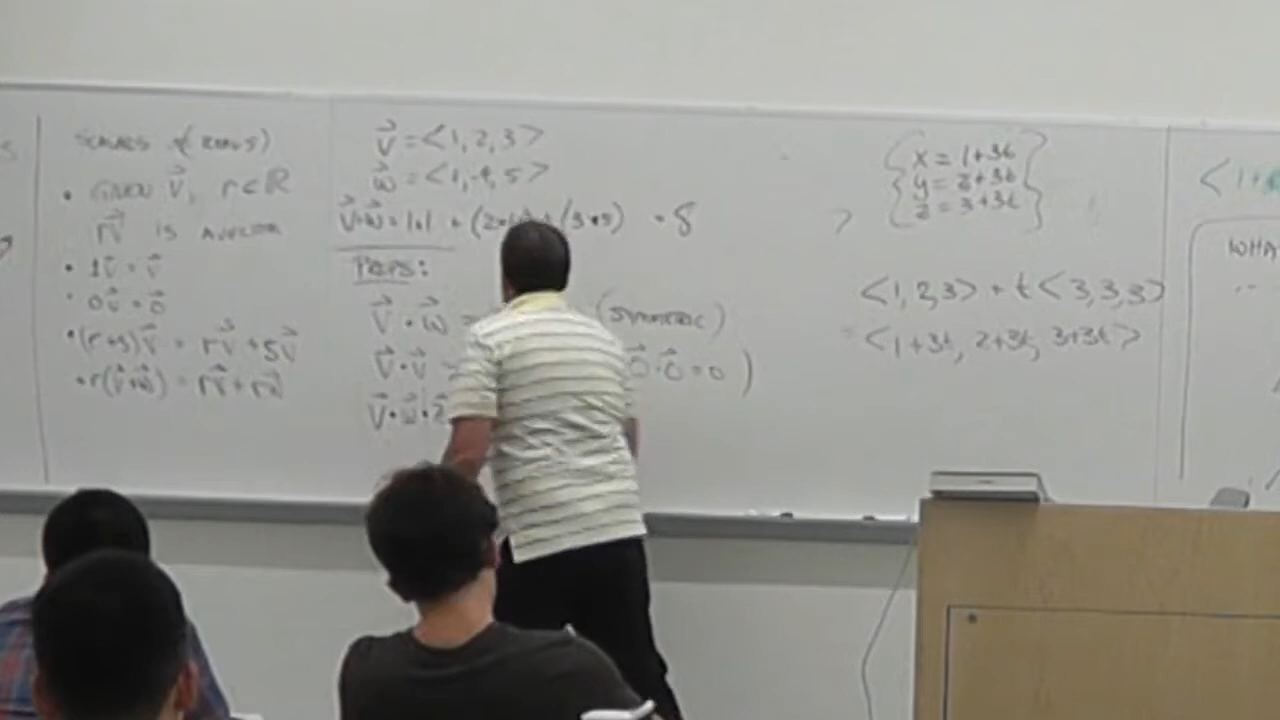 SCALARS
• GIVEN v⃗, r∈ℝ
rv⃗ IS A VECTOR
• 1v⃗ = v⃗
• 0v⃗ = 0⃗
• (r+s)v⃗ = rv⃗ + sv⃗
• r(v⃗+w⃗) = rv⃗ + rw⃗
v⃗ = <1, 2, 3>
w⃗ = <1, -4, 5>
v⃗•w⃗ = 1•1 + (2• (3•5) = 8
PROPS:
v⃗ • w⃗ = (SYMMETRIC)
v⃗ • v⃗ 0⃗•0⃗ = 0)
v⃗•w⃗•z⃗
{ x = 1+3t }
{ y = 2+3t }
{ z = 3+3t }
<1, 2, 3> + t <3, 3, 3>
= <1+3t, 2+3t, 3+3t>
<1+
WHA